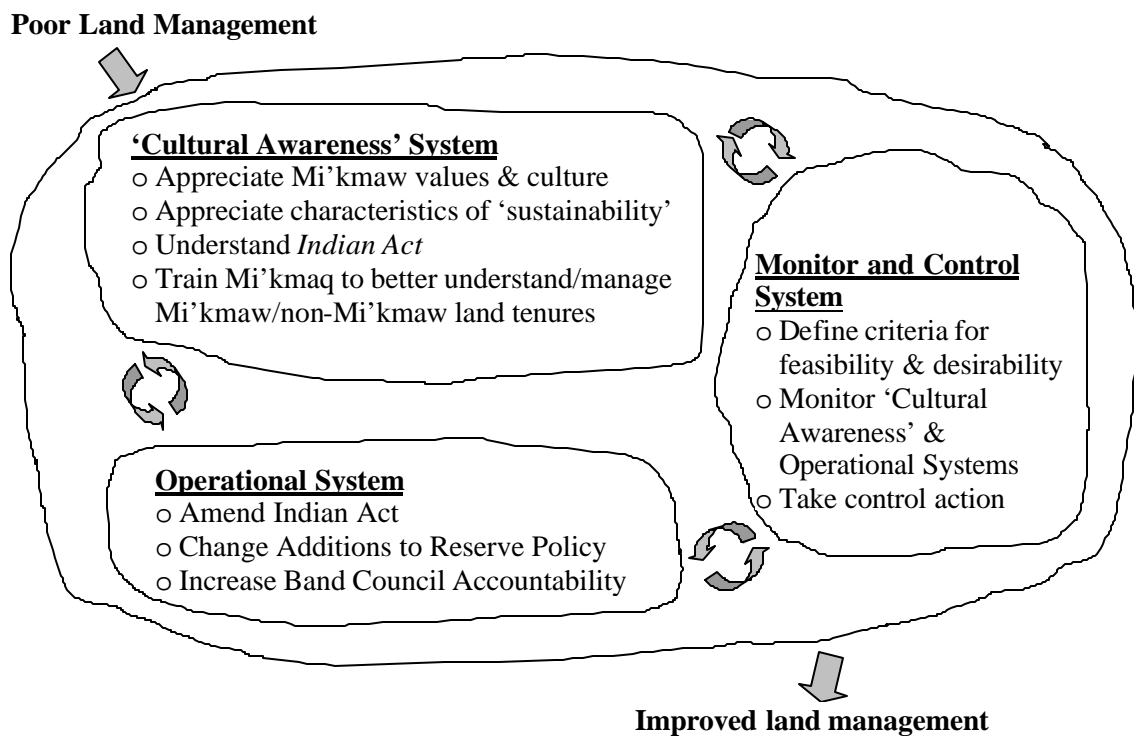 Poor Land Management
‘Cultural Awareness’ System
o Appreciate Mi’kmaw values & culture
o Appreciate characteristics of ‘sustainability’
o Understand Indian Act
o Train Mi’kmaq to better understand/manage
Mi’kmaw/non-Mi’kmaw land tenures
Monitor and Control
System
o Define criteria for
feasibility & desirability
o Monitor ‘Cultural
Awareness’ &
Operational Systems
o Take control action
Operational System
o Amend Indian Act
o Change Additions to Reserve Policy
o Increase Band Council Accountability
Improved land management